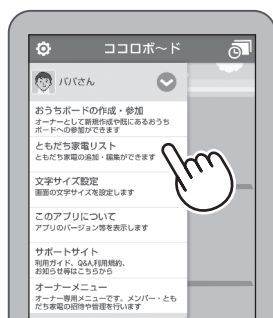 ココロボ〜ド
パパさん
おうちボードの作成・参加
オーナーとして新規作成や既にあるおうち
ボードへの参加ができます
ともだち家電リスト
ともだち家電の追加・編集ができます
文字サイズ設定
画面の文字サイズを設定します
このアプリについて
アプリのバージョン等を表示します
サポートサイト
利用ガイド、Q&A,利用規約、
お知らせ等はこちらから
オーナーメニュー
オーナー専用メニューです。メンバー・とも
だち家電の招待や管理を行います